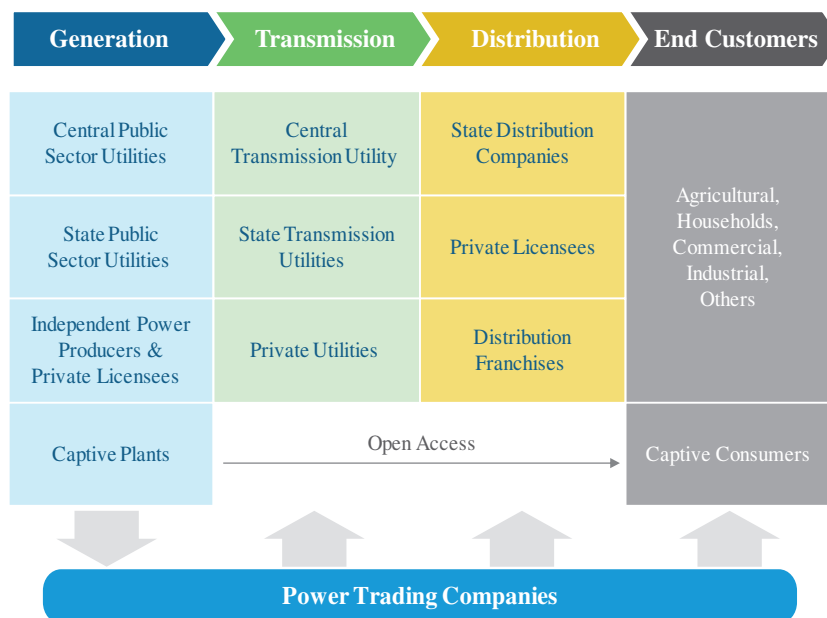 Generation
Transmission
Distribution
End Customers
Central Public
Sector Utilities
Central
Transmission Utility
State Distribution
Companies
Agricultural,
Households,
Commercial,
Industrial,
Others
State Public
Sector Utilities
State Transmission
Utilities
Private Licensees
Independent Power
Producers &
Private Licensees
Private Utilities
Distribution
Franchises
Captive Plants
Open Access
Captive Consumers
Power Trading Companies